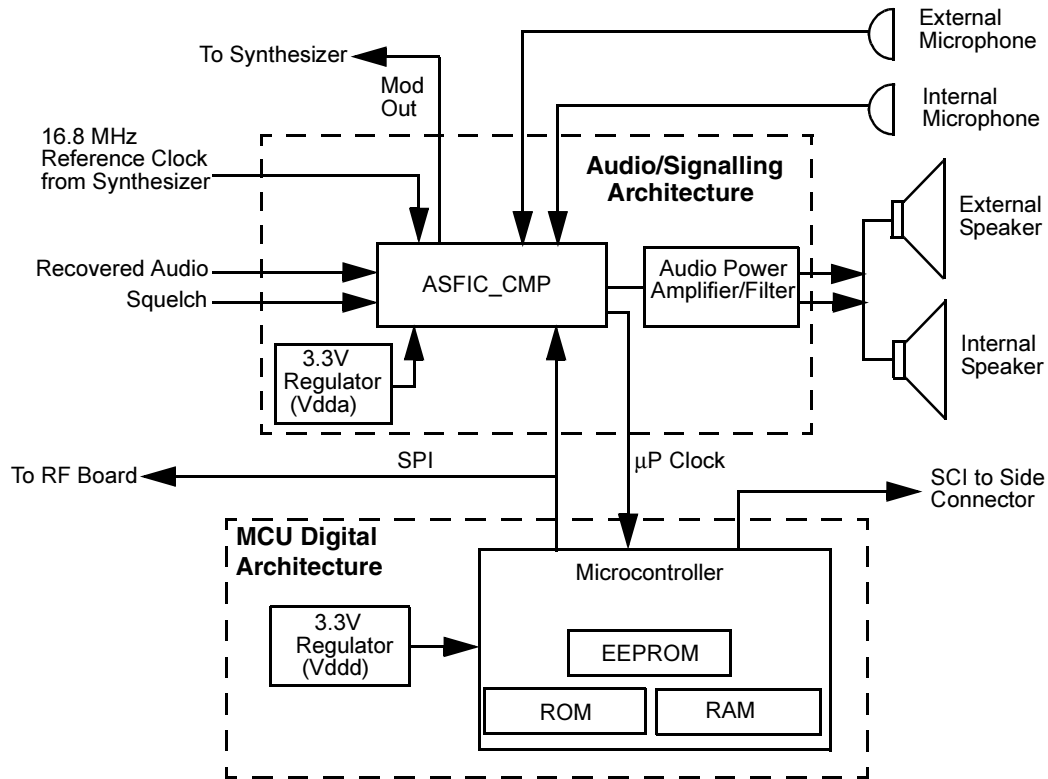 External
Microphone
To Synthesizer
Mod
Out
Internal
Microphone
16.8 MHz
Reference Clock
from Synthesizer
Audio/Signalling
Architecture
External
Speaker
Recovered Audio
Squelch
ASFIC_CMP
Audio Power
Amplifier/Filter
3.3V
Regulator
(Vdda)
Internal
Speaker
To RF Board
SPI
μP Clock
SCI to Side
Connector
MCU Digital
Architecture
Microcontroller
3.3V
Regulator
(Vddd)
EEPROM
ROM
RAM